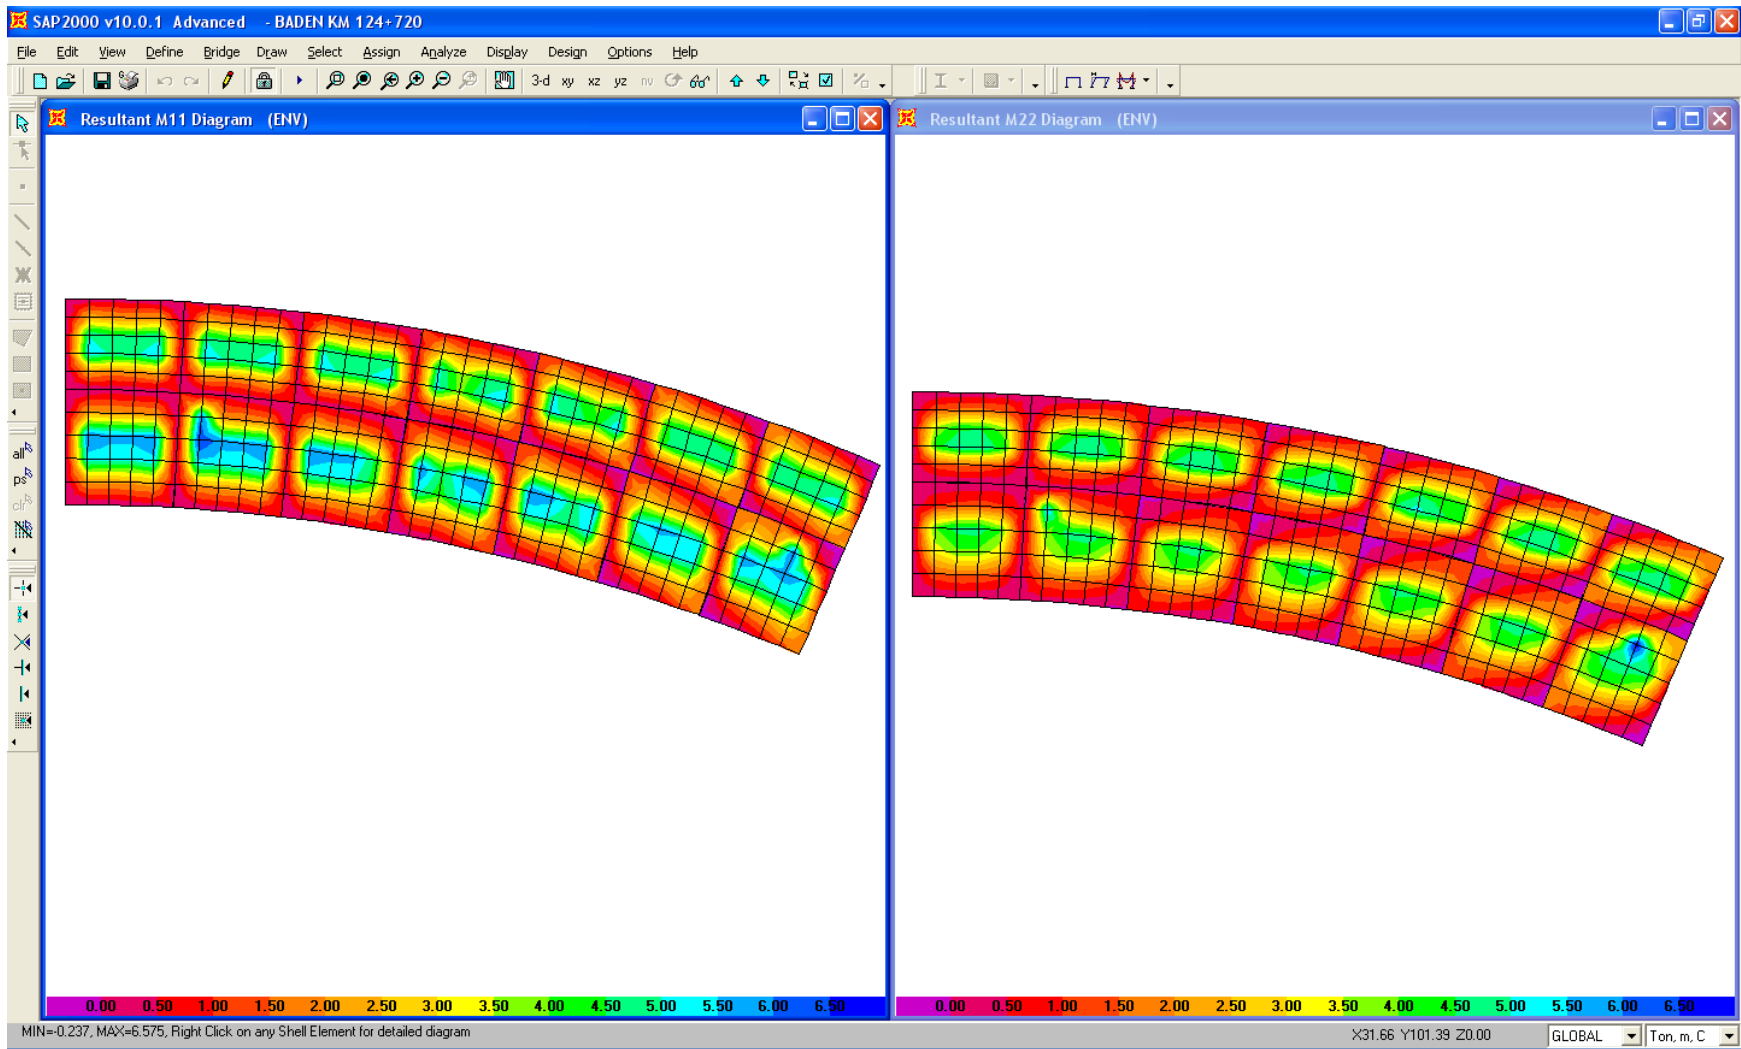 SAP2000 v10.0.1 Advanced - BADEN KM 124+720
File Edit View Define Bridge Draw Select Assign Analyze Display Design Options Help
3-d xy xz yz nv
Resultant M11 Diagram (ENV)
Resultant M22 Diagram (ENV)
all
ps
clr
0.00 0.50 1.00 1.50 2.00 2.50 3.00 3.50 4.00 4.50 5.00 5.50 6.00 6.50
0.00 0.50 1.00 1.50 2.00 2.50 3.00 3.50 4.00 4.50 5.00 5.50 6.00 6.50
MIN=-0.237, MAX=6.575, Right Click on any Shell Element for detailed diagram
X31.66 Y101.39 Z0.00
GLOBAL
Ton, m, C